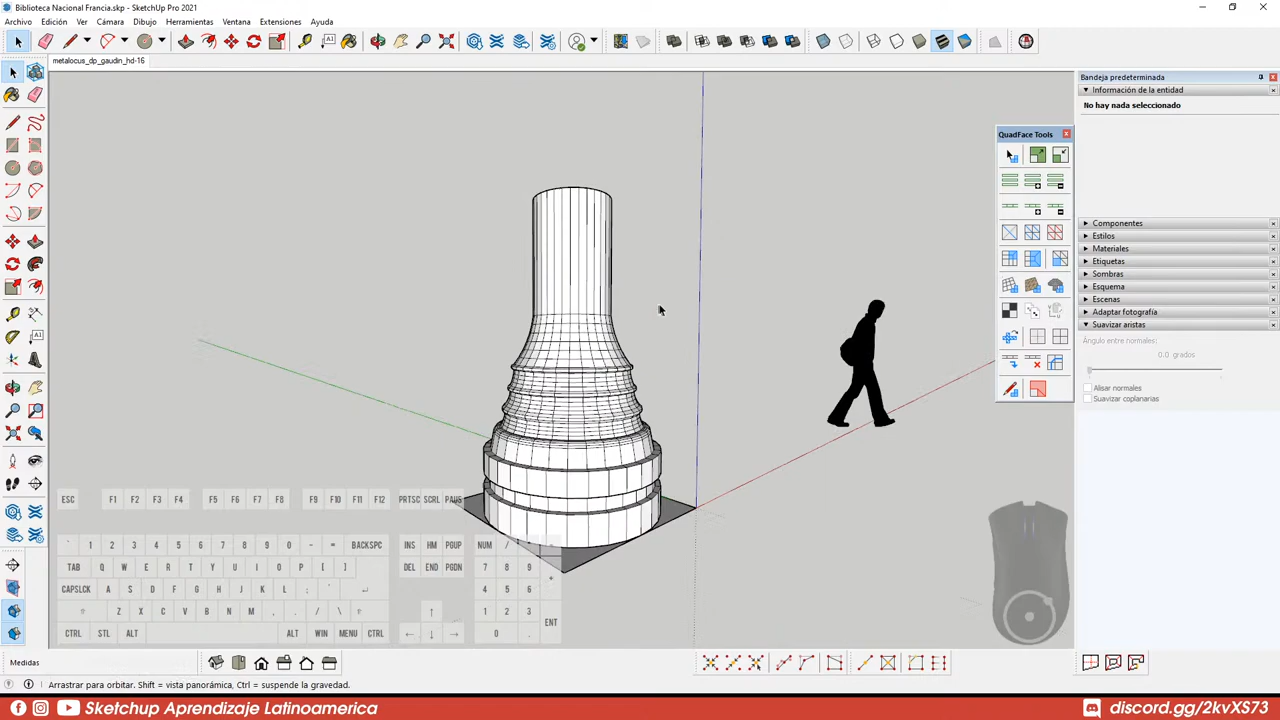 Biblioteca Nacional Francia.skp - SketchUp Pro 2021
Archivo Edición Ver Cámara Dibujo Herramientas Ventana Extensiones Ayuda
metalocus_dp_gaudin_hd-16
Bandeja predeterminada
Información de la entidad
No hay nada seleccionado
QuadFace Tools
Componentes
Estilos
Materiales
Etiquetas
Sombras
Esquema
Escenas
Adaptar fotografía
Suavizar aristas
Ángulo entre normales:
0.0 grados
Alisar normales
Suavizar coplanarias
ESC F1 F2 F3 F4 F5 F6 F7 F8 F9 F10 F11 F12 PRTSC SCRL PAUS
` 1 2 3 4 5 6 7 8 9 0 - = BACKSPC INS HM PGUP NUM / -
TAB Q W E R T Y U I O P [ ] DEL END PGDN 7 8 9 +
CAPSLCK A S D F G H J K L ; ' ↵ 4 5 6
⇧ Z X C V B N M , . / \ ⇧ ↑ 1 2 3 ENT
CTRL STL ALT ALT WIN MENU CTRL ← ↓ → 0 .
Medidas
Arrastrar para orbitar. Shift = vista panorámica, Ctrl = suspende la gravedad.
Sketchup Aprendizaje Latinoamerica
discord.gg/2kvXS73